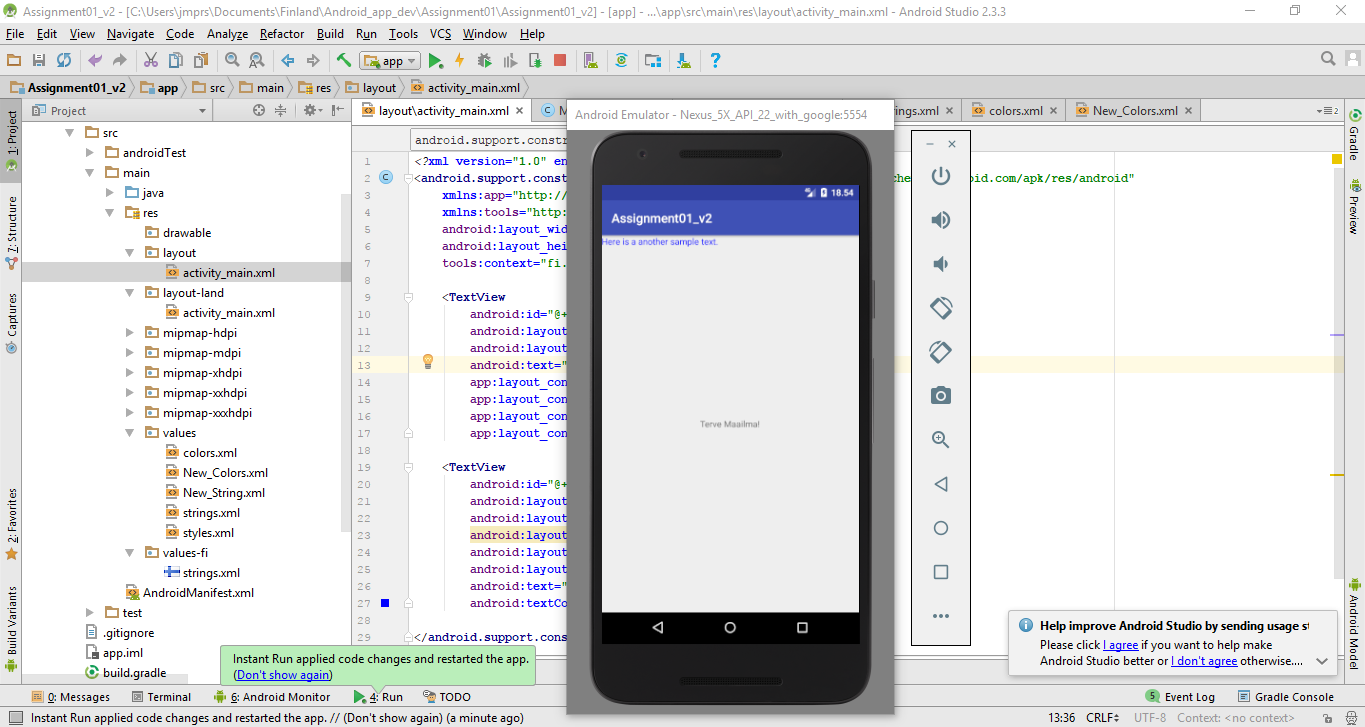 Assignment01_v2 - [C:\Users\jmprs\Documents\Finland\Android_app_dev\Assignment01\Assignment01_v2] - [app] - ...\app\src\main\res\layout\activity_main.xml - Android Studio 2.3.3
File Edit View Navigate Code Analyze Refactor Build Run Tools VCS Window Help
app
Assignment01_v2 app src main res layout activity_main.xml
Project
layout\activity_main.xml
Android Emulator - Nexus_5X_API_22_with_google:5554
ings.xml colors.xml New_Colors.xml
2
1: Project
7: Structure
Captures
2: Favorites
Build Variants
src
androidTest
main
java
res
drawable
layout
activity_main.xml
layout-land
activity_main.xml
mipmap-hdpi
mipmap-mdpi
mipmap-xhdpi
mipmap-xxhdpi
mipmap-xxxhdpi
values
colors.xml
New_Colors.xml
New_String.xml
strings.xml
styles.xml
values-fi
strings.xml
AndroidManifest.xml
test
.gitignore
app.iml
build.gradle
android.support.constr
1 <?xml version="1.0" en
2 <android.support.const che oid.com/apk/res/android"
3 xmlns:app="http://
4 xmlns:tools="http:
5 android:layout_wid
6 android:layout_hei
7 tools:context="fi.
8
9 <TextView
10 android:id="@+
11 android:layout
12 android:layout
13 android:text="
14 app:layout_con
15 app:layout_con
16 app:layout_con
17 app:layout_con
18
19 <TextView
20 android:id="@+
21 android:layout
22 android:layout
23 android:layout
24 android:layout
25 android:layout
26 android:text="
27 android:textCo
28
29 </android.support.cons
18.54
Assignment01_v2
Here is a another sample text.
Terve Maailma!
Gradle
Preview
Android Model
Help improve Android Studio by sending usage st
Please click I agree if you want to help make
Android Studio better or I don't agree otherwise....
Instant Run applied code changes and restarted the app.
(Don't show again)
0: Messages Terminal 6: Android Monitor 4: Run TODO 5 Event Log Gradle Console
Instant Run applied code changes and restarted the app. // (Don't show again) (a minute ago) 13:36 CRLF UTF-8 Context: <no context>